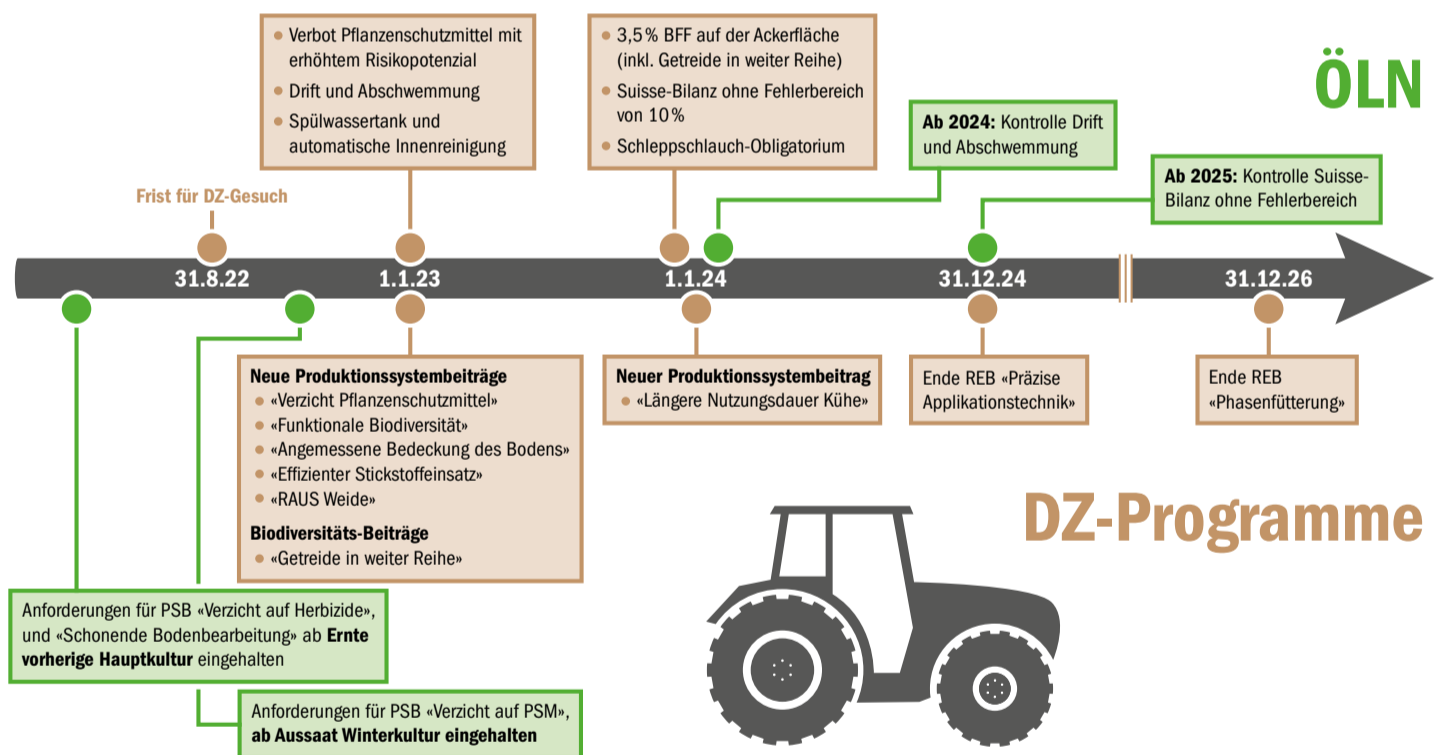 • Verbot Pflanzenschutzmittel mit
erhöhtem Risikopotenzial
• Drift und Abschwemmung
• Spülwassertank und
automatische Innenreinigung
• 3,5% BFF auf der Ackerfläche
(inkl. Getreide in weiter Reihe)
• Suisse-Bilanz ohne Fehlerbereich
von 10%
• Schleppschlauch-Obligatorium
ÖLN
Ab 2024: Kontrolle Drift
und Abschwemmung
Ab 2025: Kontrolle Suisse-
Bilanz ohne Fehlerbereich
Frist für DZ-Gesuch
31.8.22
1.1.23
1.1.24
31.12.24
31.12.26
Neue Produktionssystembeiträge
• «Verzicht Pflanzenschutzmittel»
• «Funktionale Biodiversität»
• «Angemessene Bedeckung des Bodens»
• «Effizienter Stickstoffeinsatz»
• «RAUS Weide»
Biodiversitäts-Beiträge
• «Getreide in weiter Reihe»
Neuer Produktionssystembeitrag
• «Längere Nutzungsdauer Kühe»
Ende REB «Präzise
Applikationstechnik»
Ende REB
«Phasenfütterung»
DZ-Programme
Anforderungen für PSB «Verzicht auf Herbizide»,
und «Schonende Bodenbearbeitung» ab Ernte
vorherige Hauptkultur eingehalten
Anforderungen für PSB «Verzicht auf PSM»,
ab Aussaat Winterkultur eingehalten